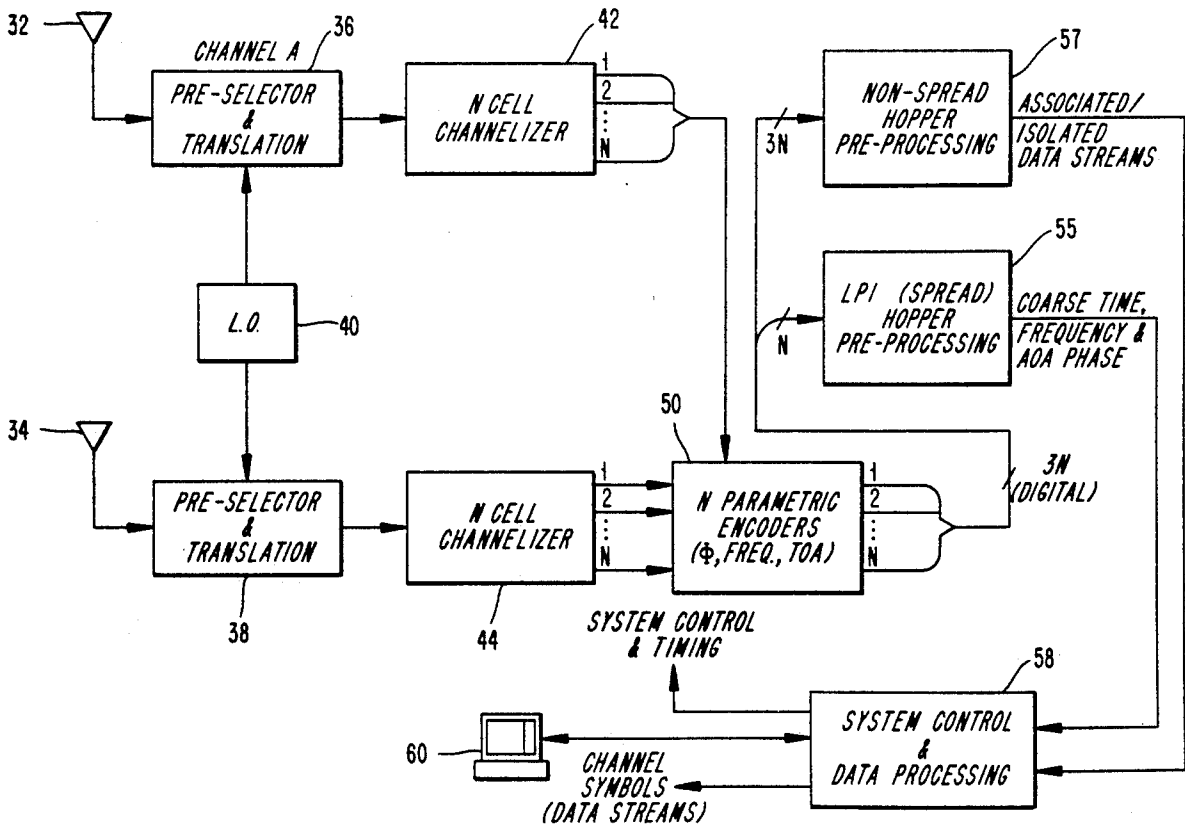 32
CHANNEL A
36
PRE-SELECTOR
&
TRANSLATION
42
N CELL
CHANNELIZER
1
2
N
57
NON-SPREAD
HOPPER
PRE-PROCESSING
3N
ASSOCIATED/
ISOLATED
DATA STREAMS
L.O.
40
55
LPI (SPREAD)
HOPPER
PRE-PROCESSING
N
COARSE TIME,
FREQUENCY &
AOA PHASE
34
PRE-SELECTOR
&
TRANSLATION
38
N CELL
CHANNELIZER
44
1
2
N
50
N PARAMETRIC
ENCODERS
(Φ, FREQ., TOA)
1
2
N
3N
(DIGITAL)
SYSTEM CONTROL
& TIMING
58
SYSTEM CONTROL
&
DATA PROCESSING
60
CHANNEL
SYMBOLS
(DATA STREAMS)